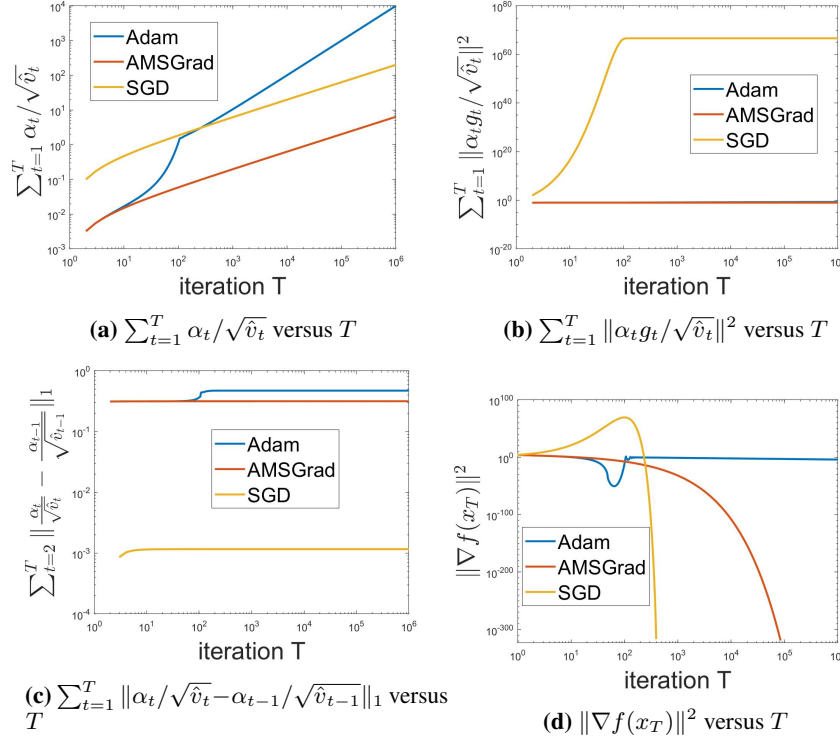 10^5
10^4
10^3
10^2
10^1
10^0
10^-1
10^-2
10^-3
∑_{t=1}^{T} α_t/√v̂_t
Adam
AMSGrad
SGD
10^0 10^1 10^2 10^3 10^4 10^5 10^6
iteration T
(a) ∑_{t=1}^{T} α_t/√v̂_t versus T
10^80
10^60
10^40
10^20
10^0
10^-20
∑_{t=1}^{T} ‖α_t g_t/√v̂_t‖^2
Adam
AMSGrad
SGD
10^0 10^1 10^2 10^3 10^4 10^5
iteration T
(b) ∑_{t=1}^{T} ‖α_t g_t/√v̂_t‖^2 versus T
10^0
10^-1
10^-2
10^-3
10^-4
∑_{t=2}^{T} ‖α_t/√v̂_t − α_{t−1}/√v̂_{t−1}‖_1
Adam
AMSGrad
SGD
10^0 10^1 10^2 10^3 10^4 10^5 10^6
iteration T
(c) ∑_{t=1}^{T} ‖α_t/√v̂_t−α_{t−1}/√v̂_{t−1}‖_1 versus
T
10^100
10^0
10^-100
10^-200
10^-300
‖∇f(x_T)‖^2
Adam
AMSGrad
SGD
10^0 10^1 10^2 10^3 10^4 10^5
iteration T
(d) ‖∇f(x_T)‖^2 versus T